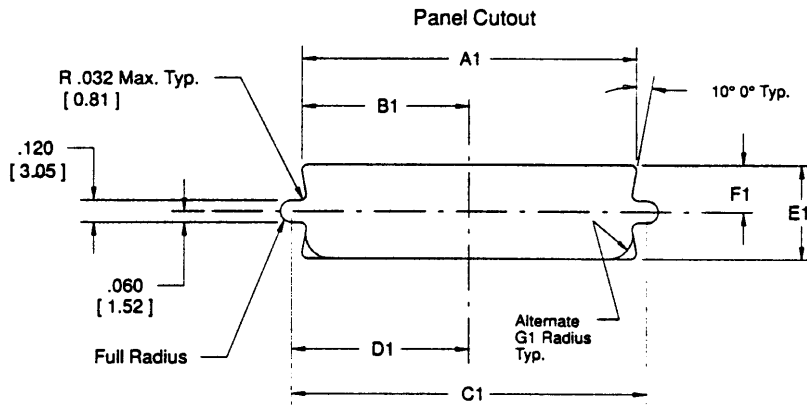 Panel Cutout
A1
R .032 Max. Typ.
[ 0.81 ]
B1
10° 0° Typ.
.120
[ 3.05 ]
F1
E1
.060
[ 1.52 ]
Alternate
G1 Radius
Typ.
Full Radius
D1
C1